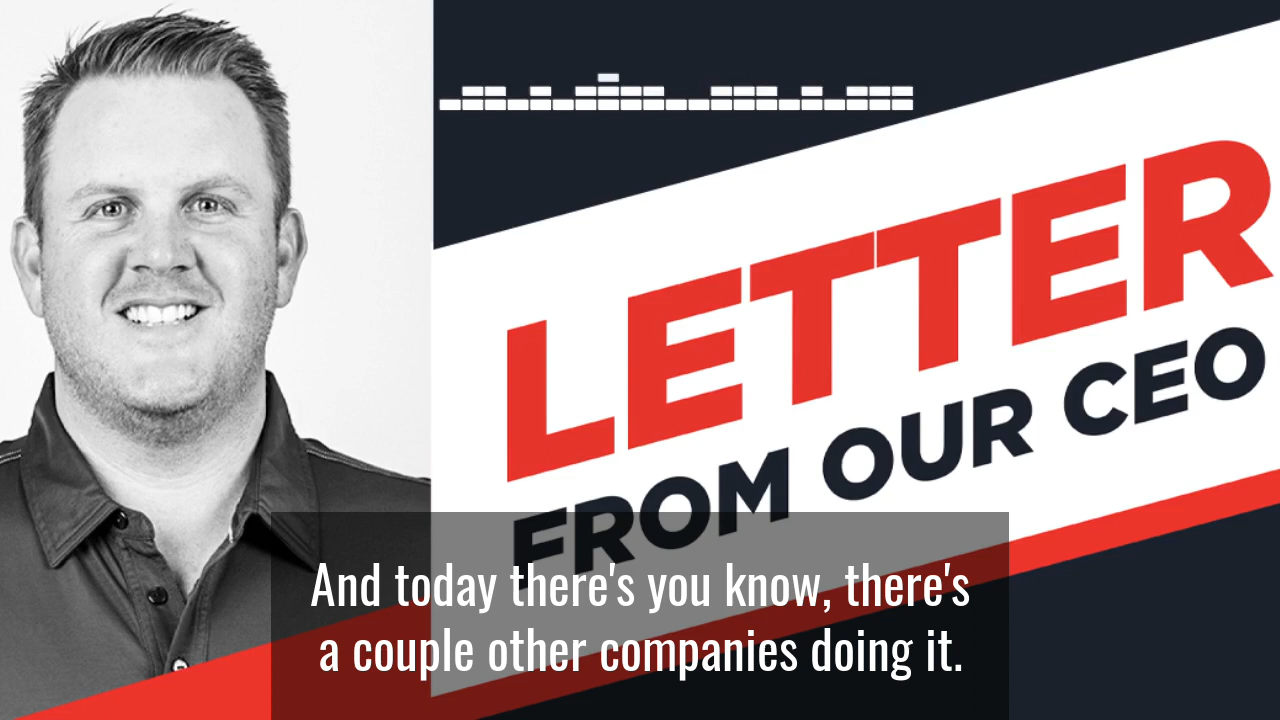 LETTER
FROM OUR CEO
And today there's you know, there's
a couple other companies doing it.